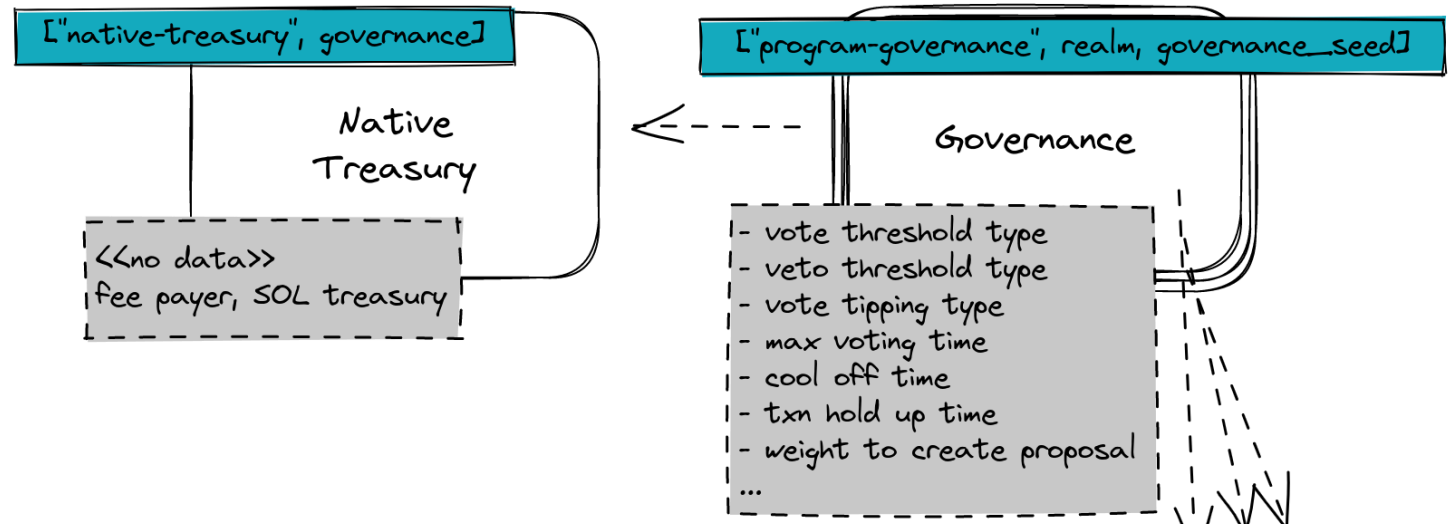 ["native-treasury", governance]
Native
Treasury
<<no data>>
fee payer, SOL treasury
["program-governance", realm, governance_seed]
Governance
- vote threshold type
- veto threshold type
- vote tipping type
- max voting time
- cool off time
- txn hold up time
- weight to create proposal
...